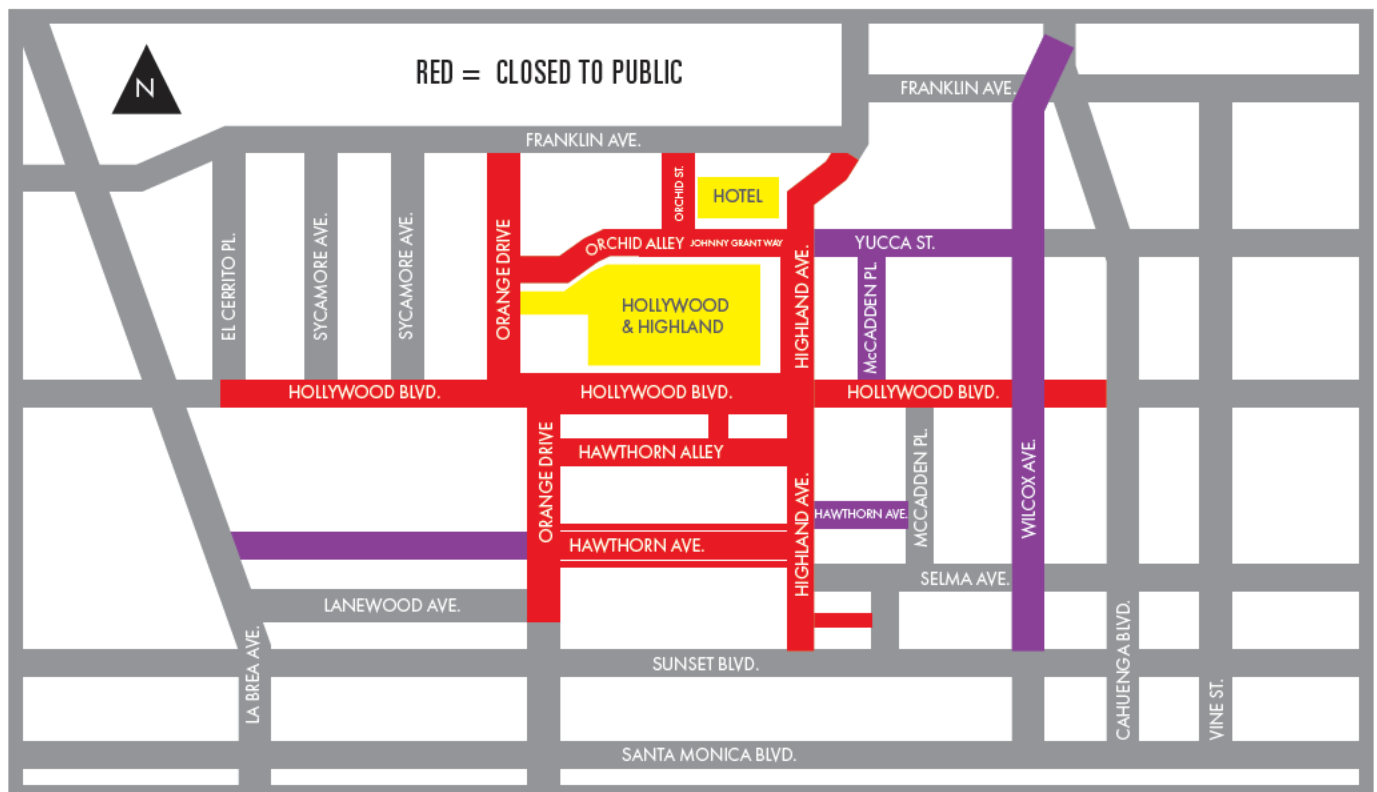 RED = CLOSED TO PUBLIC
N
FRANKLIN AVE.
FRANKLIN AVE.
ORCHID ST.
HOTEL
EL CERRITO PL.
SYCAMORE AVE.
SYCAMORE AVE.
ORANGE DRIVE
ORCHID ALLEY
JOHNNY GRANT WAY
HIGHLAND AVE.
YUCCA ST.
McCADDEN PL.
HOLLYWOOD
& HIGHLAND
HOLLYWOOD BLVD.
HOLLYWOOD BLVD.
HOLLYWOOD BLVD.
ORANGE DRIVE
HAWTHORN ALLEY
HIGHLAND AVE.
MCCADDEN PL.
WILCOX AVE.
HAWTHORN AVE.
HAWTHORN AVE.
SELMA AVE.
LANEWOOD AVE.
LA BREA AVE.
SUNSET BLVD.
CAHUENGA BLVD.
VINE ST.
SANTA MONICA BLVD.